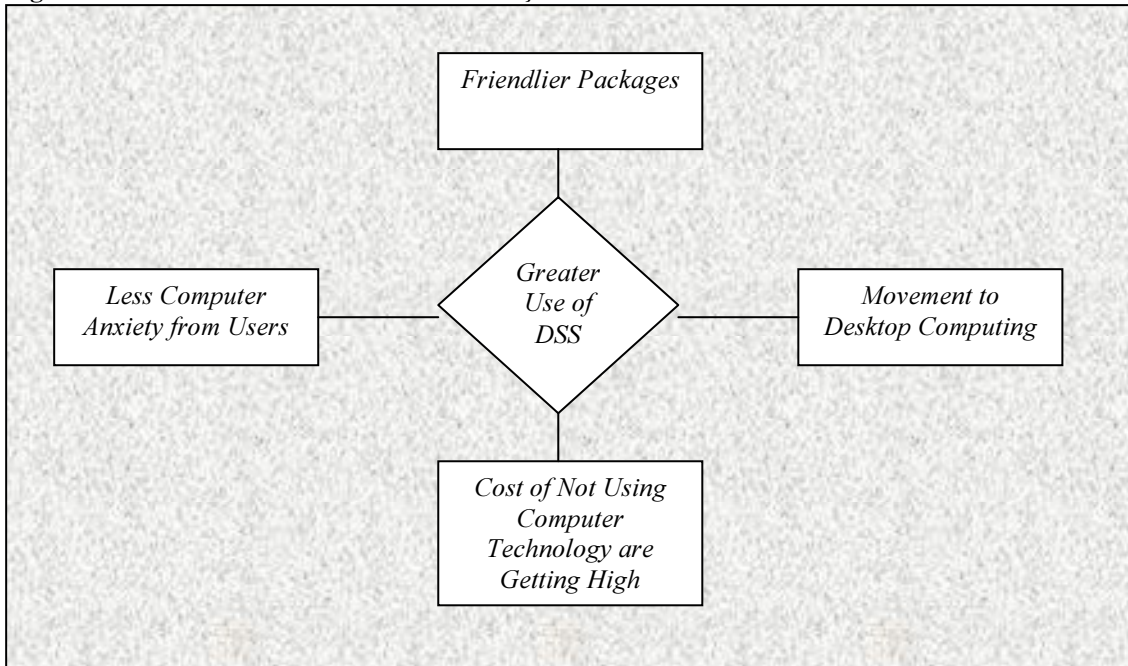 Friendlier Packages
Less Computer
Anxiety from Users
Greater
Use of
DSS
Movement to
Desktop Computing
Cost of Not Using
Computer
Technology are
Getting High